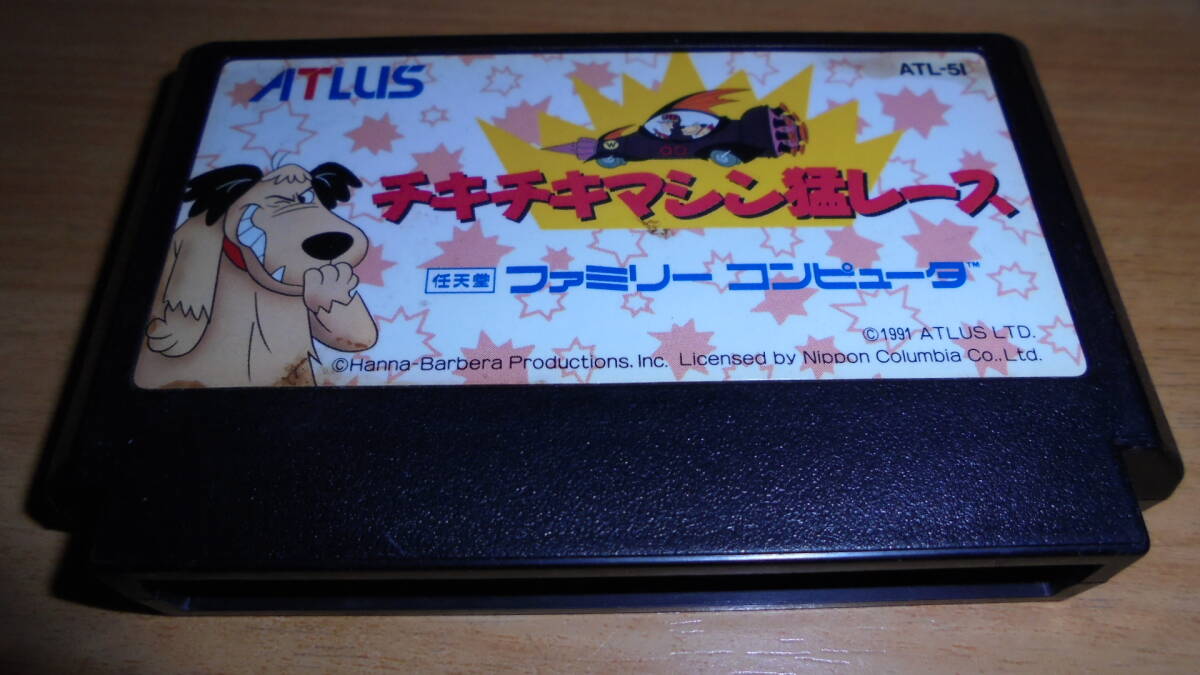 ATLUS
ATL-51
W
チキチキマシン猛レース
任天堂 ファミリー コンピュータ™
©1991 ATLUS LTD.
©Hanna-Barbera Productions, Inc. Licensed by Nippon Columbia Co., Ltd.